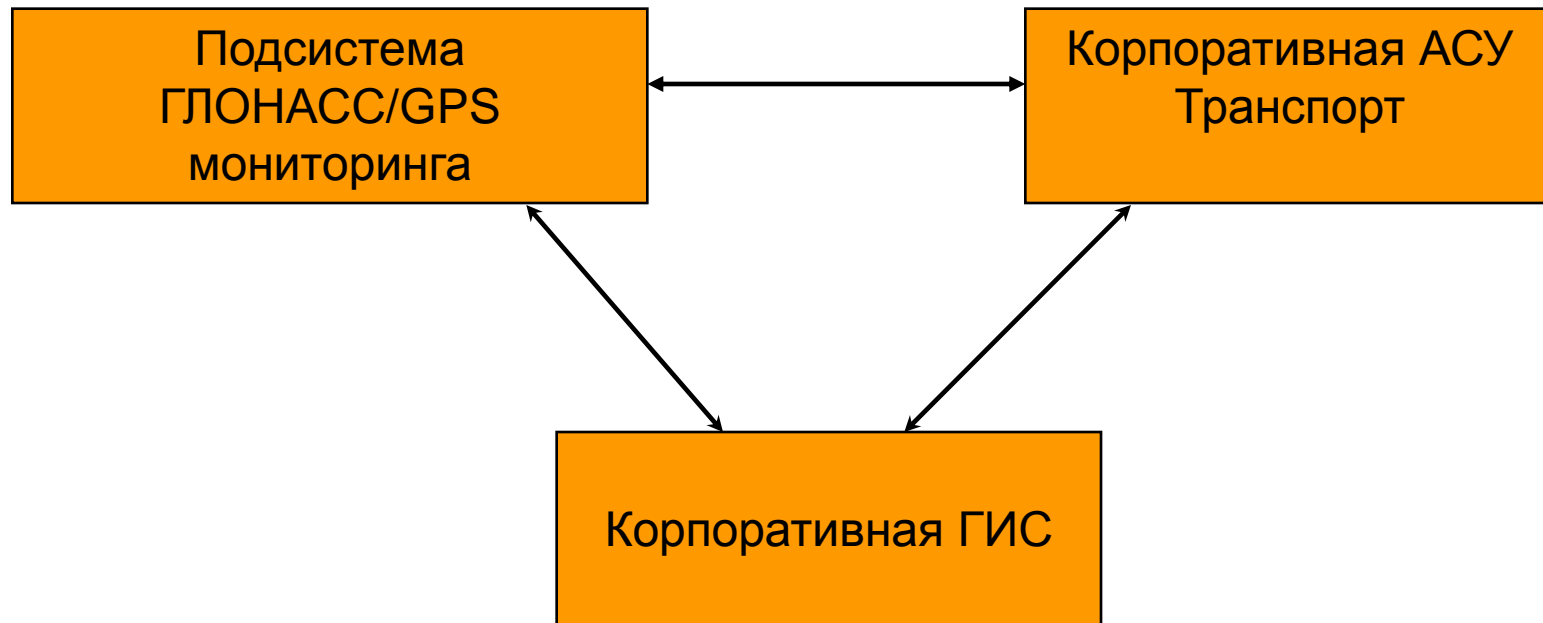 Подсистема
ГЛОНАСС/GPS
мониторинга
Корпоративная АСУ
Транспорт
Корпоративная ГИС